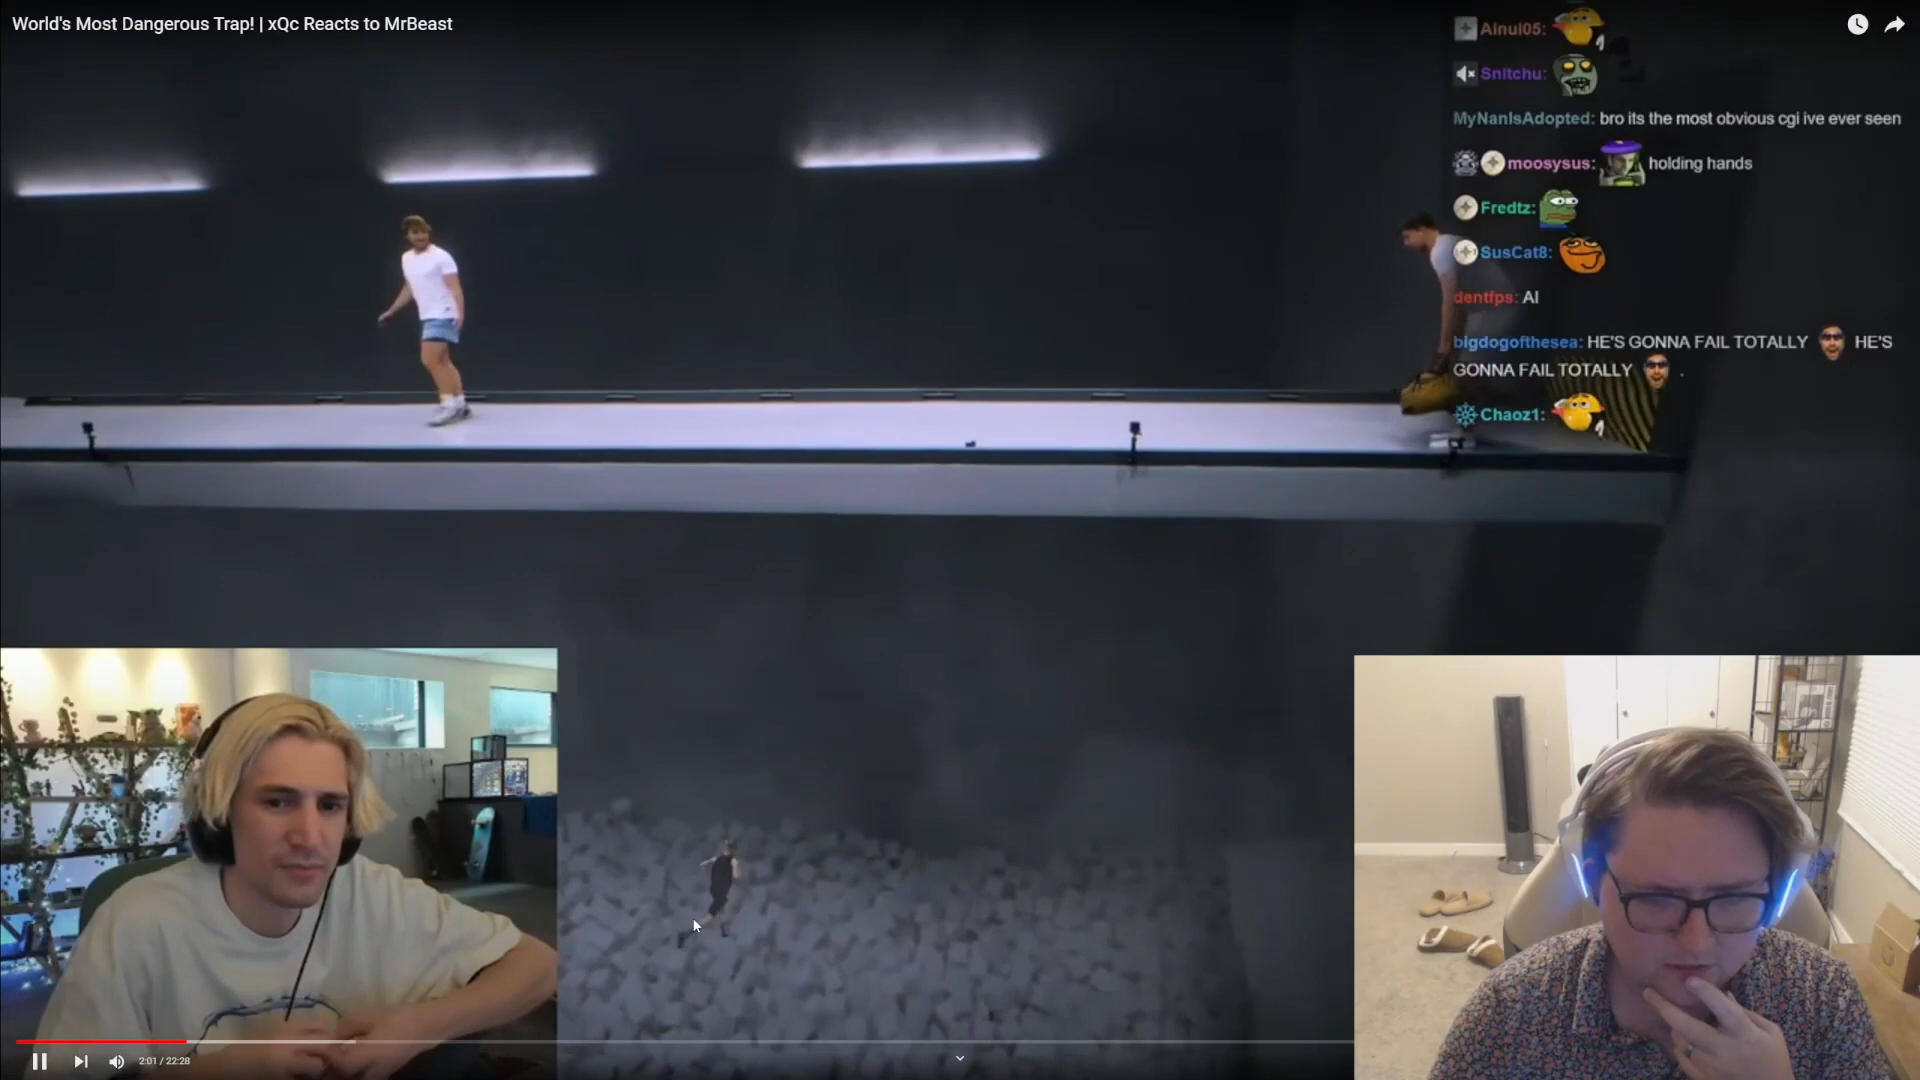 World's Most Dangerous Trap! | xQc Reacts to MrBeast
Ainul05:
Snitchu:
MyNanIsAdopted: bro its the most obvious cgi ive ever seen
moosysus: holding hands
Fredtz:
SusCat8:
dentfps: AI
bigdogofthesea: HE'S GONNA FAIL TOTALLY HE'S
GONNA FAIL TOTALLY .
Chaoz1:
2:01 / 22:28